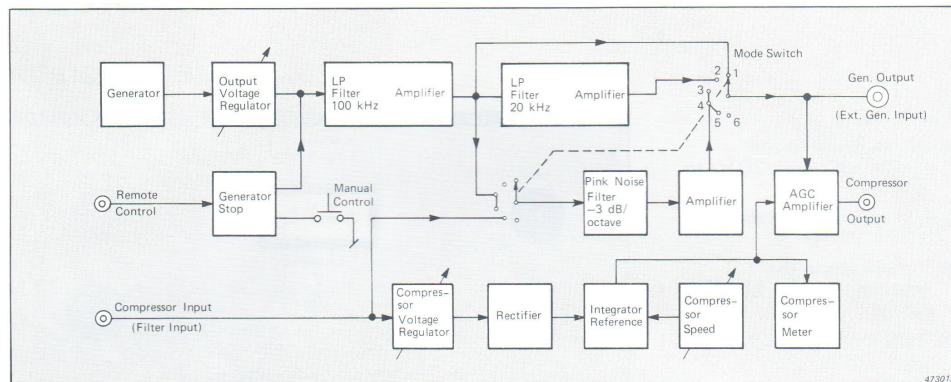 Mode Switch
Generator
Output
Voltage
Regulator
LP
Filter
100 kHz
Amplifier
LP
Filter
20 kHz
Amplifier
2
1
3
4
5
6
Gen. Output
(Ext. Gen. Input)
Remote
Control
Generator
Stop
Manual
Control
Pink Noise
Filter
−3 dB/
octave
Amplifier
AGC
Amplifier
Compressor
Output
Compressor Input
(Filter Input)
Compres-
sor
Voltage
Regulator
Rectifier
Integrator
Reference
Compres-
sor
Speed
Compres-
sor
Meter